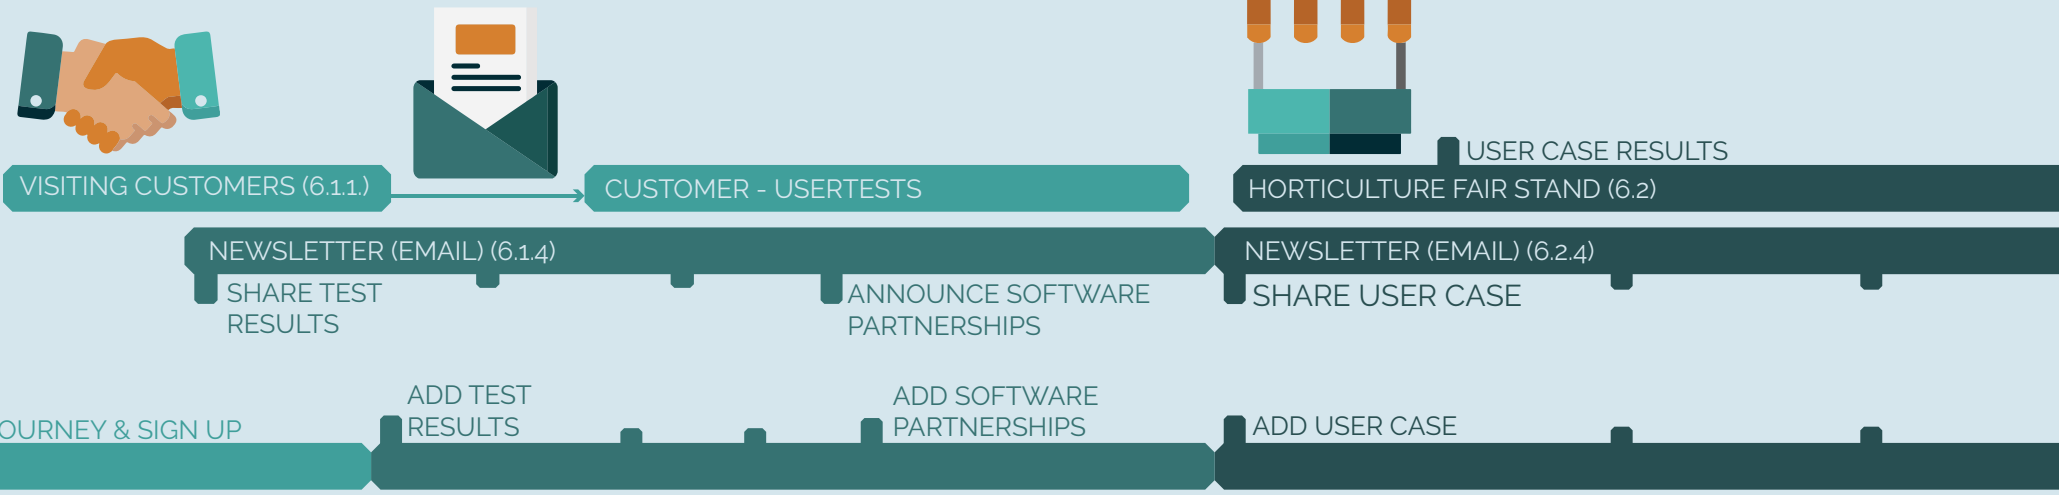 USER CASE RESULTS
VISITING CUSTOMERS (6.1.1.)
CUSTOMER - USERTESTS
HORTICULTURE FAIR STAND (6.2)
NEWSLETTER (EMAIL) (6.1.4)
NEWSLETTER (EMAIL) (6.2.4)
SHARE TEST
RESULTS
ANNOUNCE SOFTWARE
PARTNERSHIPS
SHARE USER CASE
OURNEY & SIGN UP
ADD TEST
RESULTS
ADD SOFTWARE
PARTNERSHIPS
ADD USER CASE